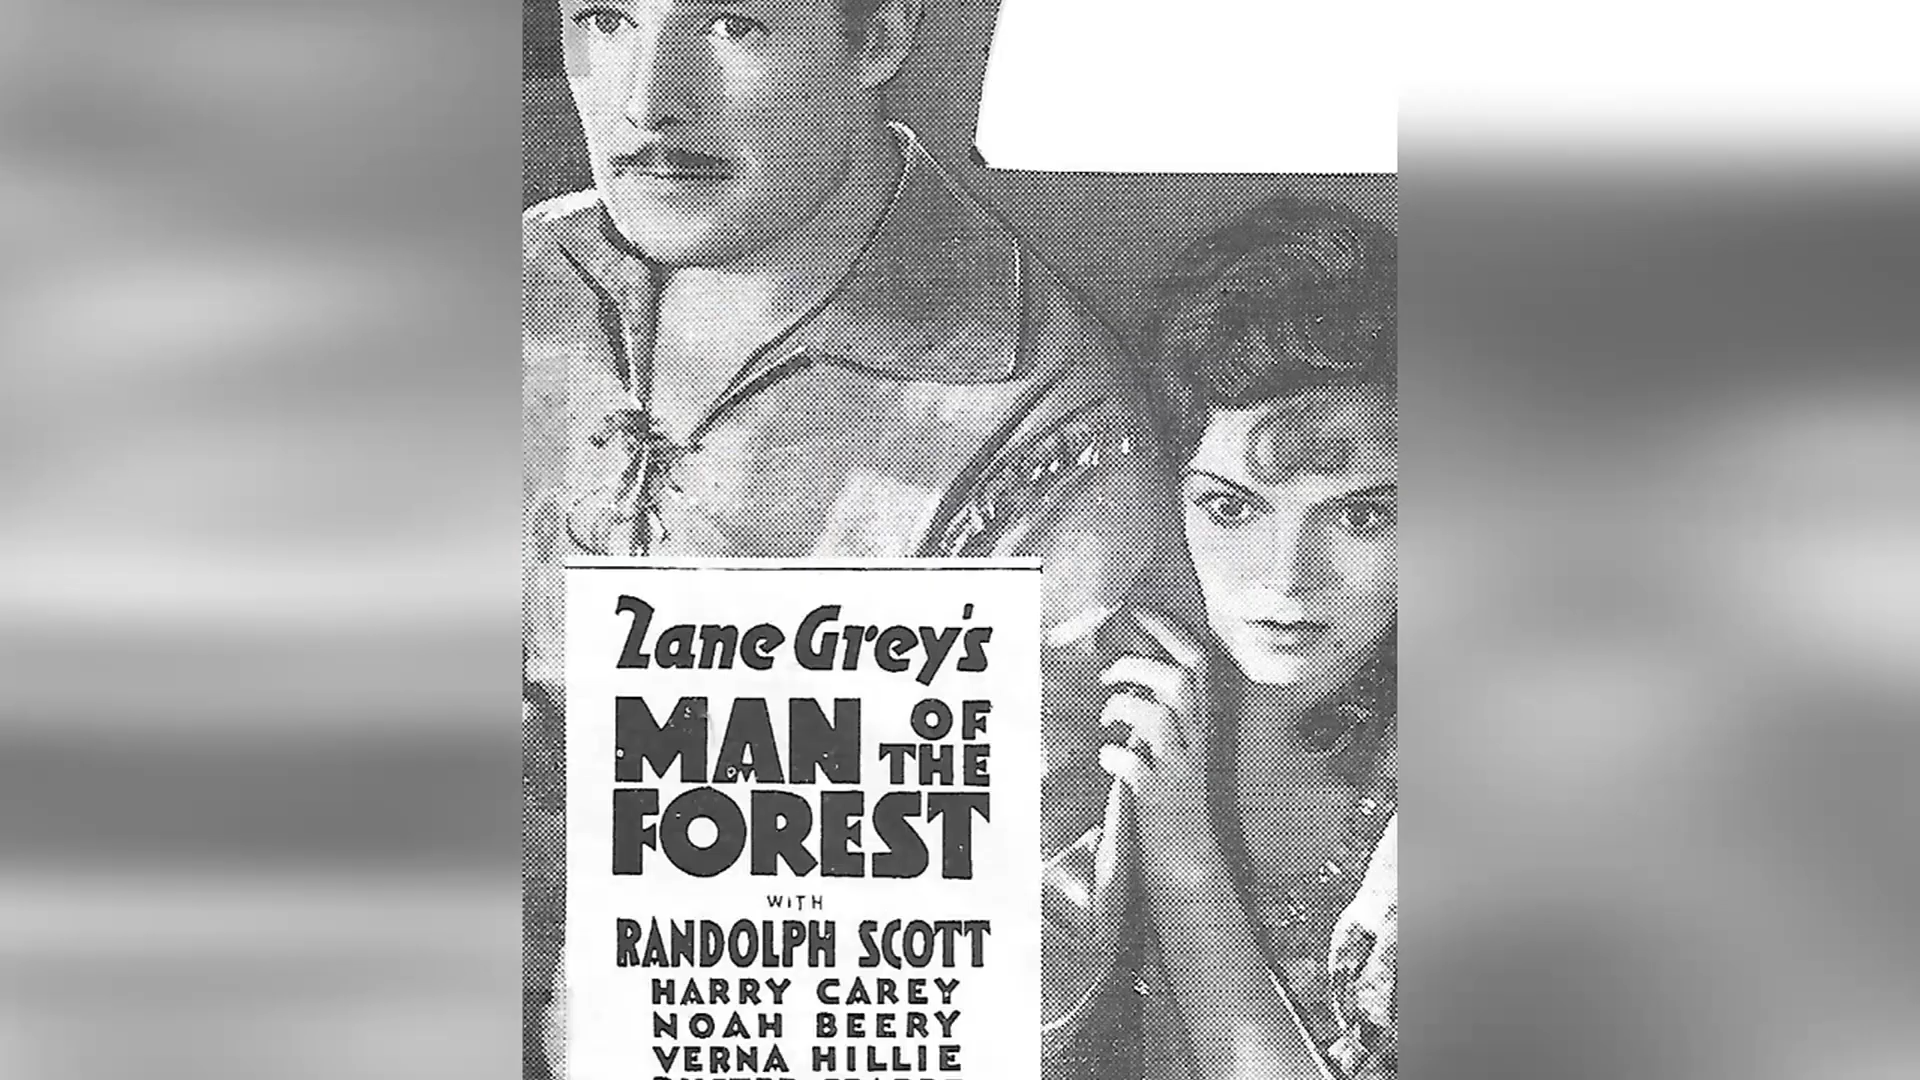 Zane Grey's
MAN OF
THE
FOREST
WITH
RANDOLPH SCOTT
HARRY CAREY
NOAH BEERY
VERNA HILLIE